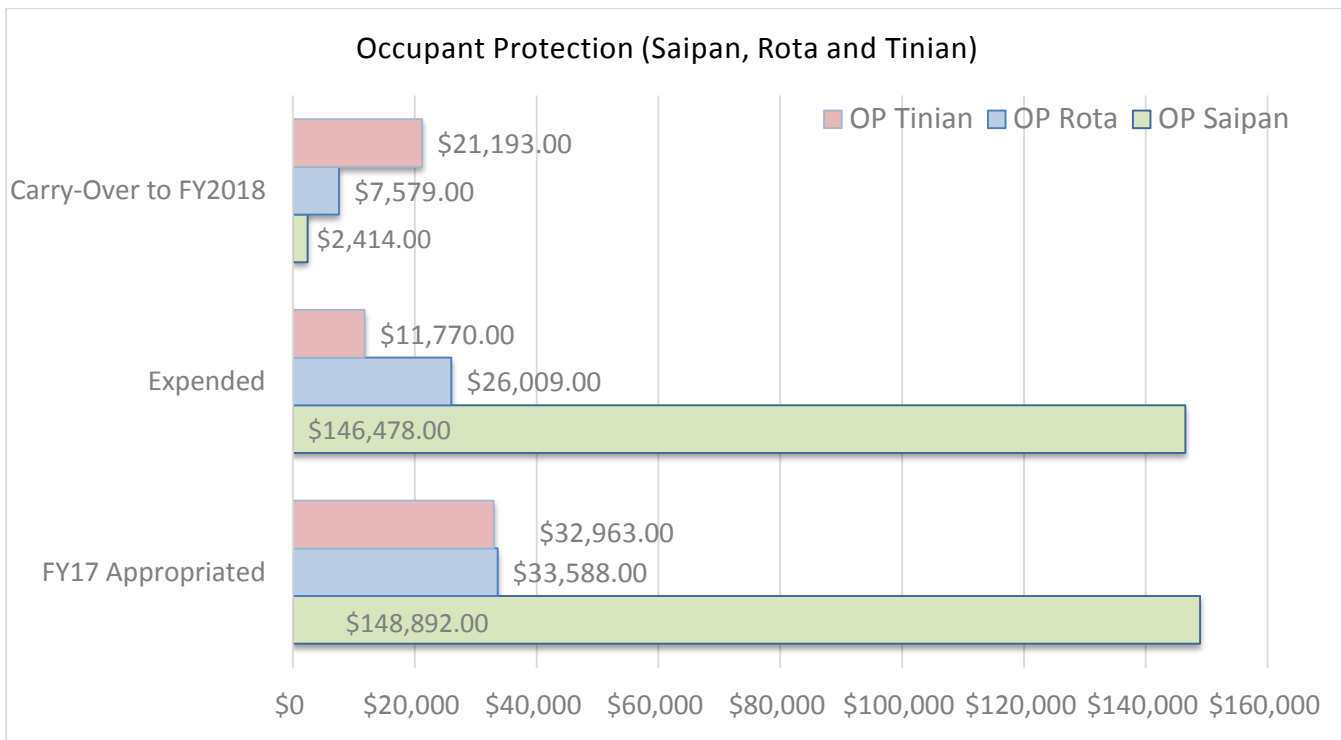 Occupant Protection (Saipan, Rota and Tinian)
OP Tinian OP Rota OP Saipan
$21,193.00
Carry-Over to FY2018
$7,579.00
$2,414.00
$11,770.00
Expended
$26,009.00
$146,478.00
$32,963.00
FY17 Appropriated
$33,588.00
$148,892.00
$0 $20,000 $40,000 $60,000 $80,000 $100,000 $120,000 $140,000 $160,000